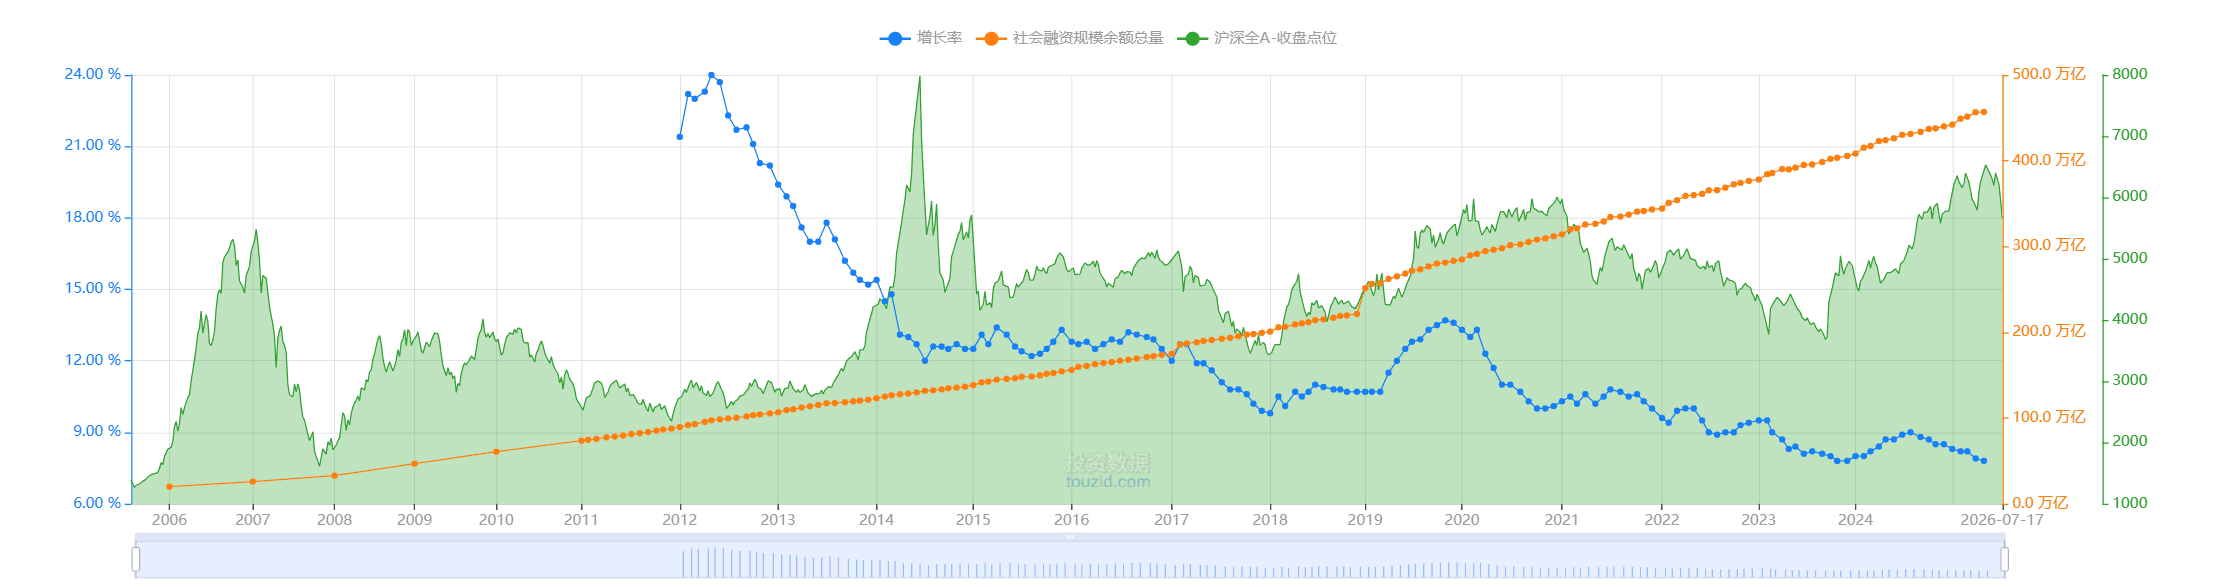 增长率 社会融资规模余额总量 沪深全A-收盘点位
24.00 % 500.0 万亿 8000
21.00 % 400.0 万亿 7000
18.00 % 300.0 万亿 6000
15.00 % 200.0 万亿 5000
12.00 % 100.0 万亿 4000
9.00 % 0.0 万亿 3000
6.00 % 2000
1000
投资数据
touzid.com
2006 2007 2008 2009 2010 2011 2012 2013 2014 2015 2016 2017 2018 2019 2020 2021 2022 2023 2024 2026-07-17